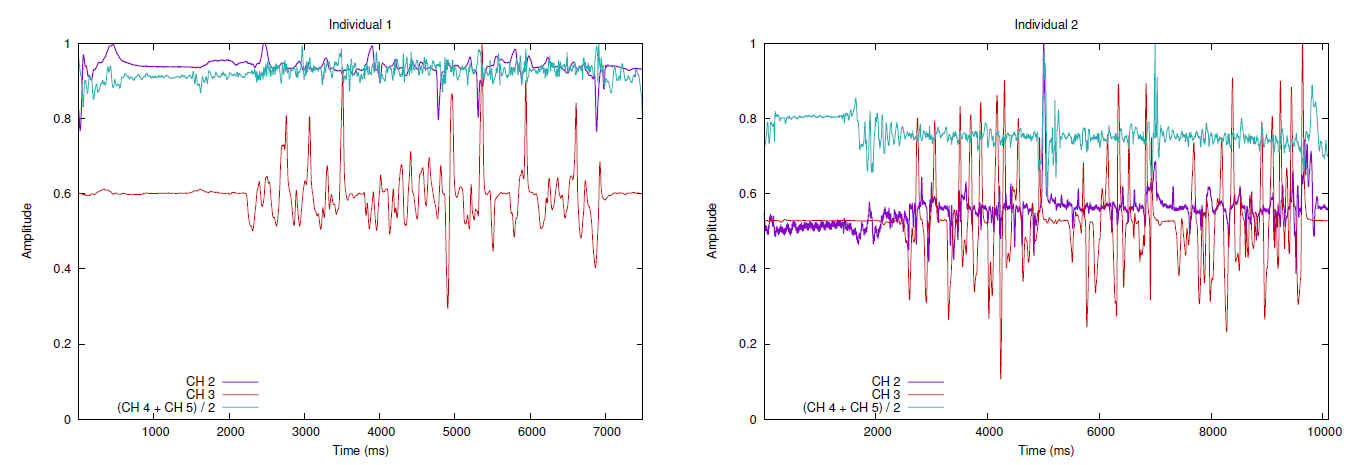 Individual 1
1
0.8
0.6
0.4
0.2
0
Amplitude
CH 2
CH 3
(CH 4 + CH 5) / 2
1000 2000 3000 4000 5000 6000 7000
Time (ms)
Individual 2
1
0.8
0.6
0.4
0.2
0
Amplitude
CH 2
CH 3
(CH 4 + CH 5) / 2
2000 4000 6000 8000 10000
Time (ms)